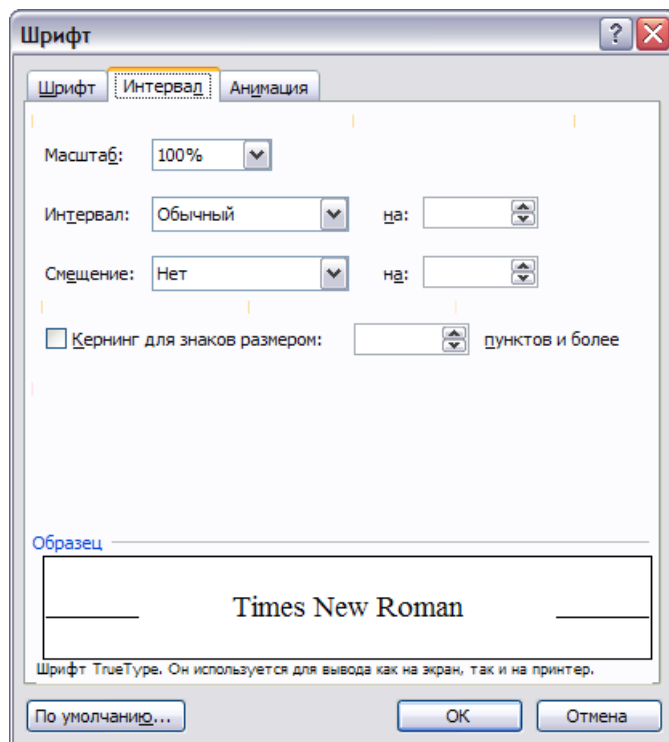 Шрифт
Шрифт Интервал Анимация
Масштаб: 100%
Интервал: Обычный на:
Смещение: Нет на:
Кернинг для знаков размером: пунктов и более
Образец
Times New Roman
Шрифт TrueType. Он используется для вывода как на экран, так и на принтер.
По умолчанию... ОК Отмена